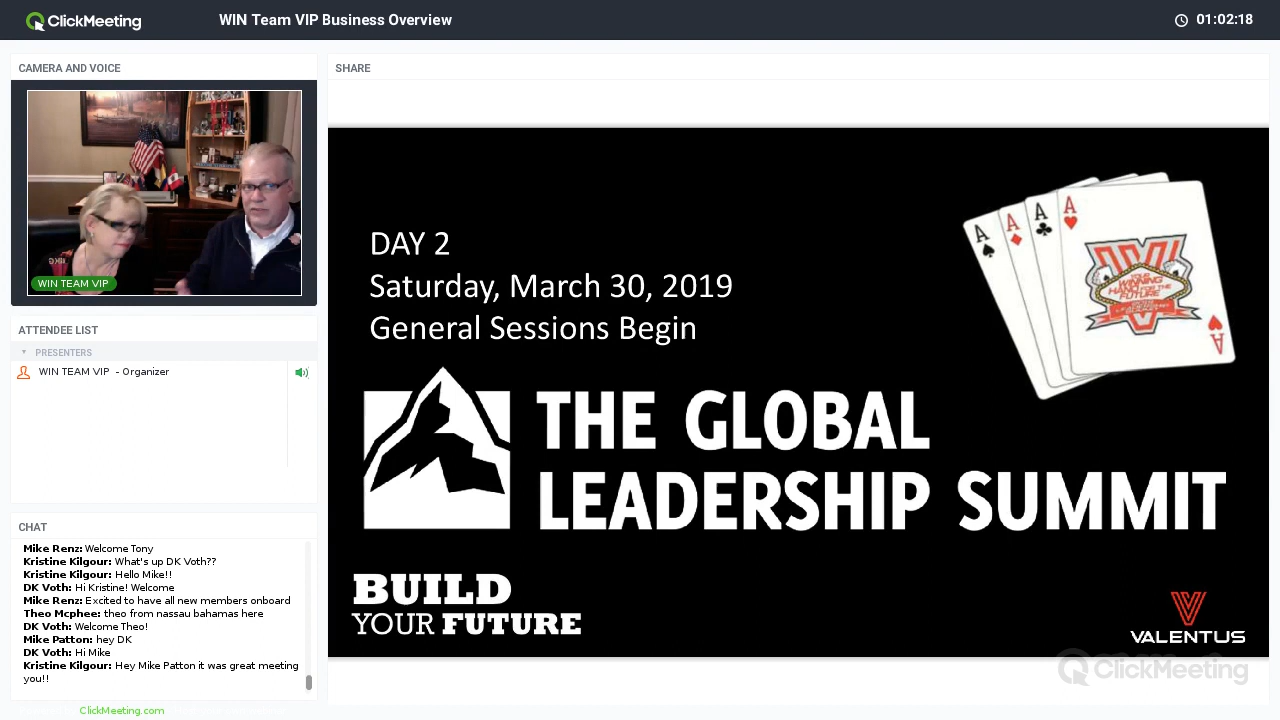 ClickMeeting
WIN Team VIP Business Overview
01:02:18
CAMERA AND VOICE
WIN TEAM VIP
ATTENDEE LIST
PRESENTERS
WIN TEAM VIP - Organizer
CHAT
Mike Renz: Welcome Tony
Kristine Kilgour: What's up DK Voth??
Kristine Kilgour: Hello Mike!!
DK Voth: Hi Kristine! Welcome
Mike Renz: Excited to have all new members onboard
Theo Mcphee: theo from nassau bahamas here
DK Voth: Welcome Theo!
Mike Patton: hey DK
DK Voth: Hi Mike
Kristine Kilgour: Hey Mike Patton it was great meeting
you!!
ClickMeeting.com
SHARE
DAY 2
Saturday, March 30, 2019
General Sessions Begin
A
A
A
A
WINNING
HAND FOR THE
FUTURE
A
THE GLOBAL
LEADERSHIP SUMMIT
BUILD
YOUR FUTURE
VALENTUS
ClickMeeting